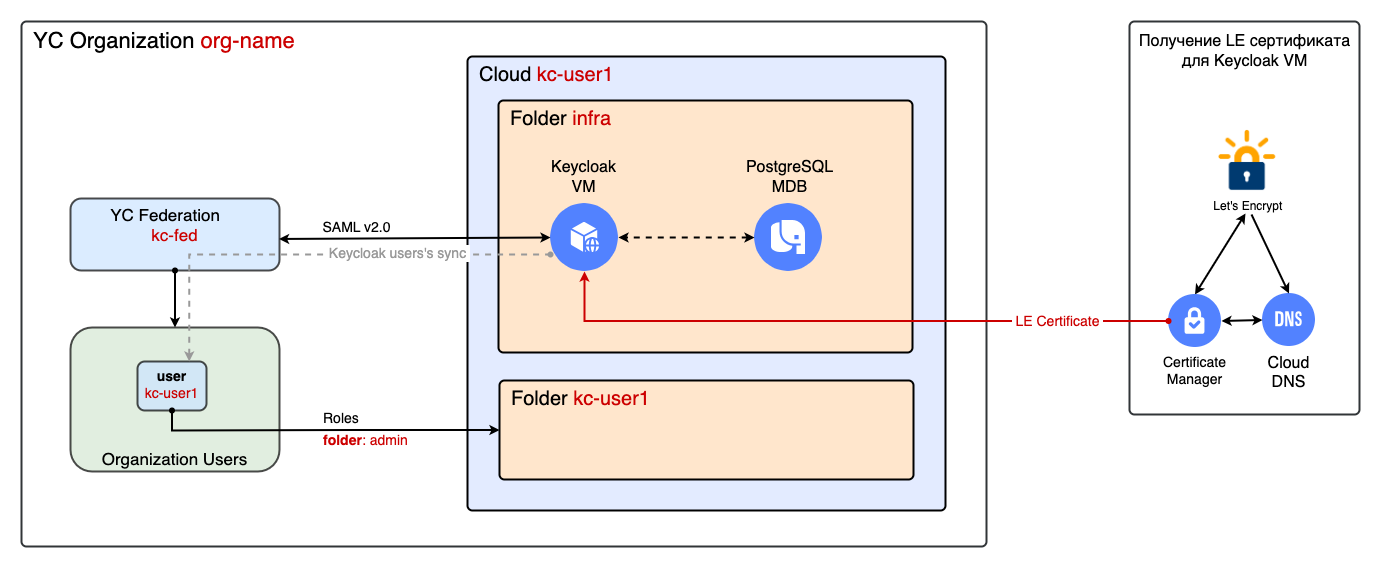 YC Organization org-name
Cloud kc-user1
Folder infra
Keycloak
VM
PostgreSQL
MDB
YC Federation
kc-fed
SAML v2.0
Keycloak users's sync
user
kc-user1
Organization Users
Roles
folder: admin
Folder kc-user1
LE Certificate
Получение LE сертификата
для Keycloak VM
Let's Encrypt
DNS
Certificate
Manager
Cloud
DNS